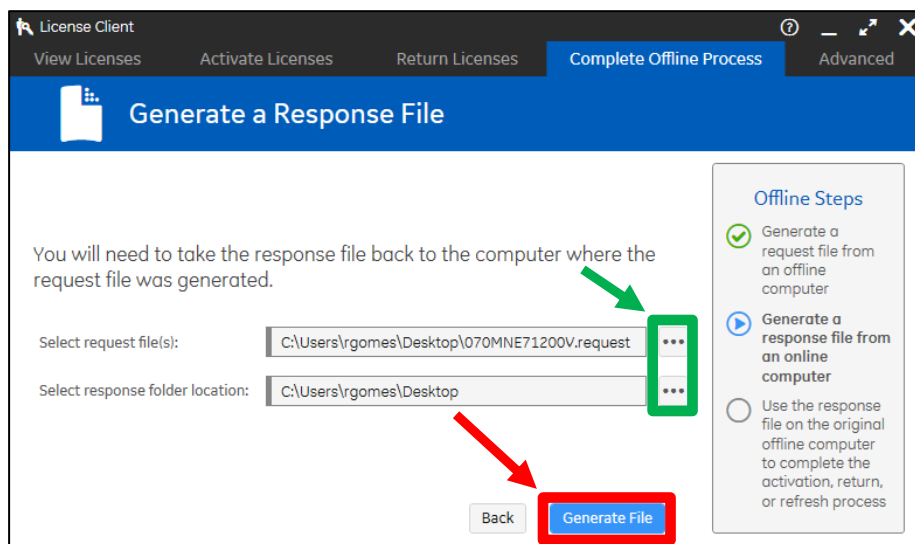 License Client
View Licenses
Activate Licenses
Return Licenses
Complete Offline Process
Advanced
Generate a Response File
You will need to take the response file back to the computer where the
request file was generated.
Select request file(s):
C:\Users\rgomes\Desktop\070MNE71200V.request
Select response folder location:
C:\Users\rgomes\Desktop
Back
Generate File
Offline Steps
Generate a
request file from
an offline
computer
Generate a
response file from
an online
computer
Use the response
file on the original
offline computer
to complete the
activation, return,
or refresh process